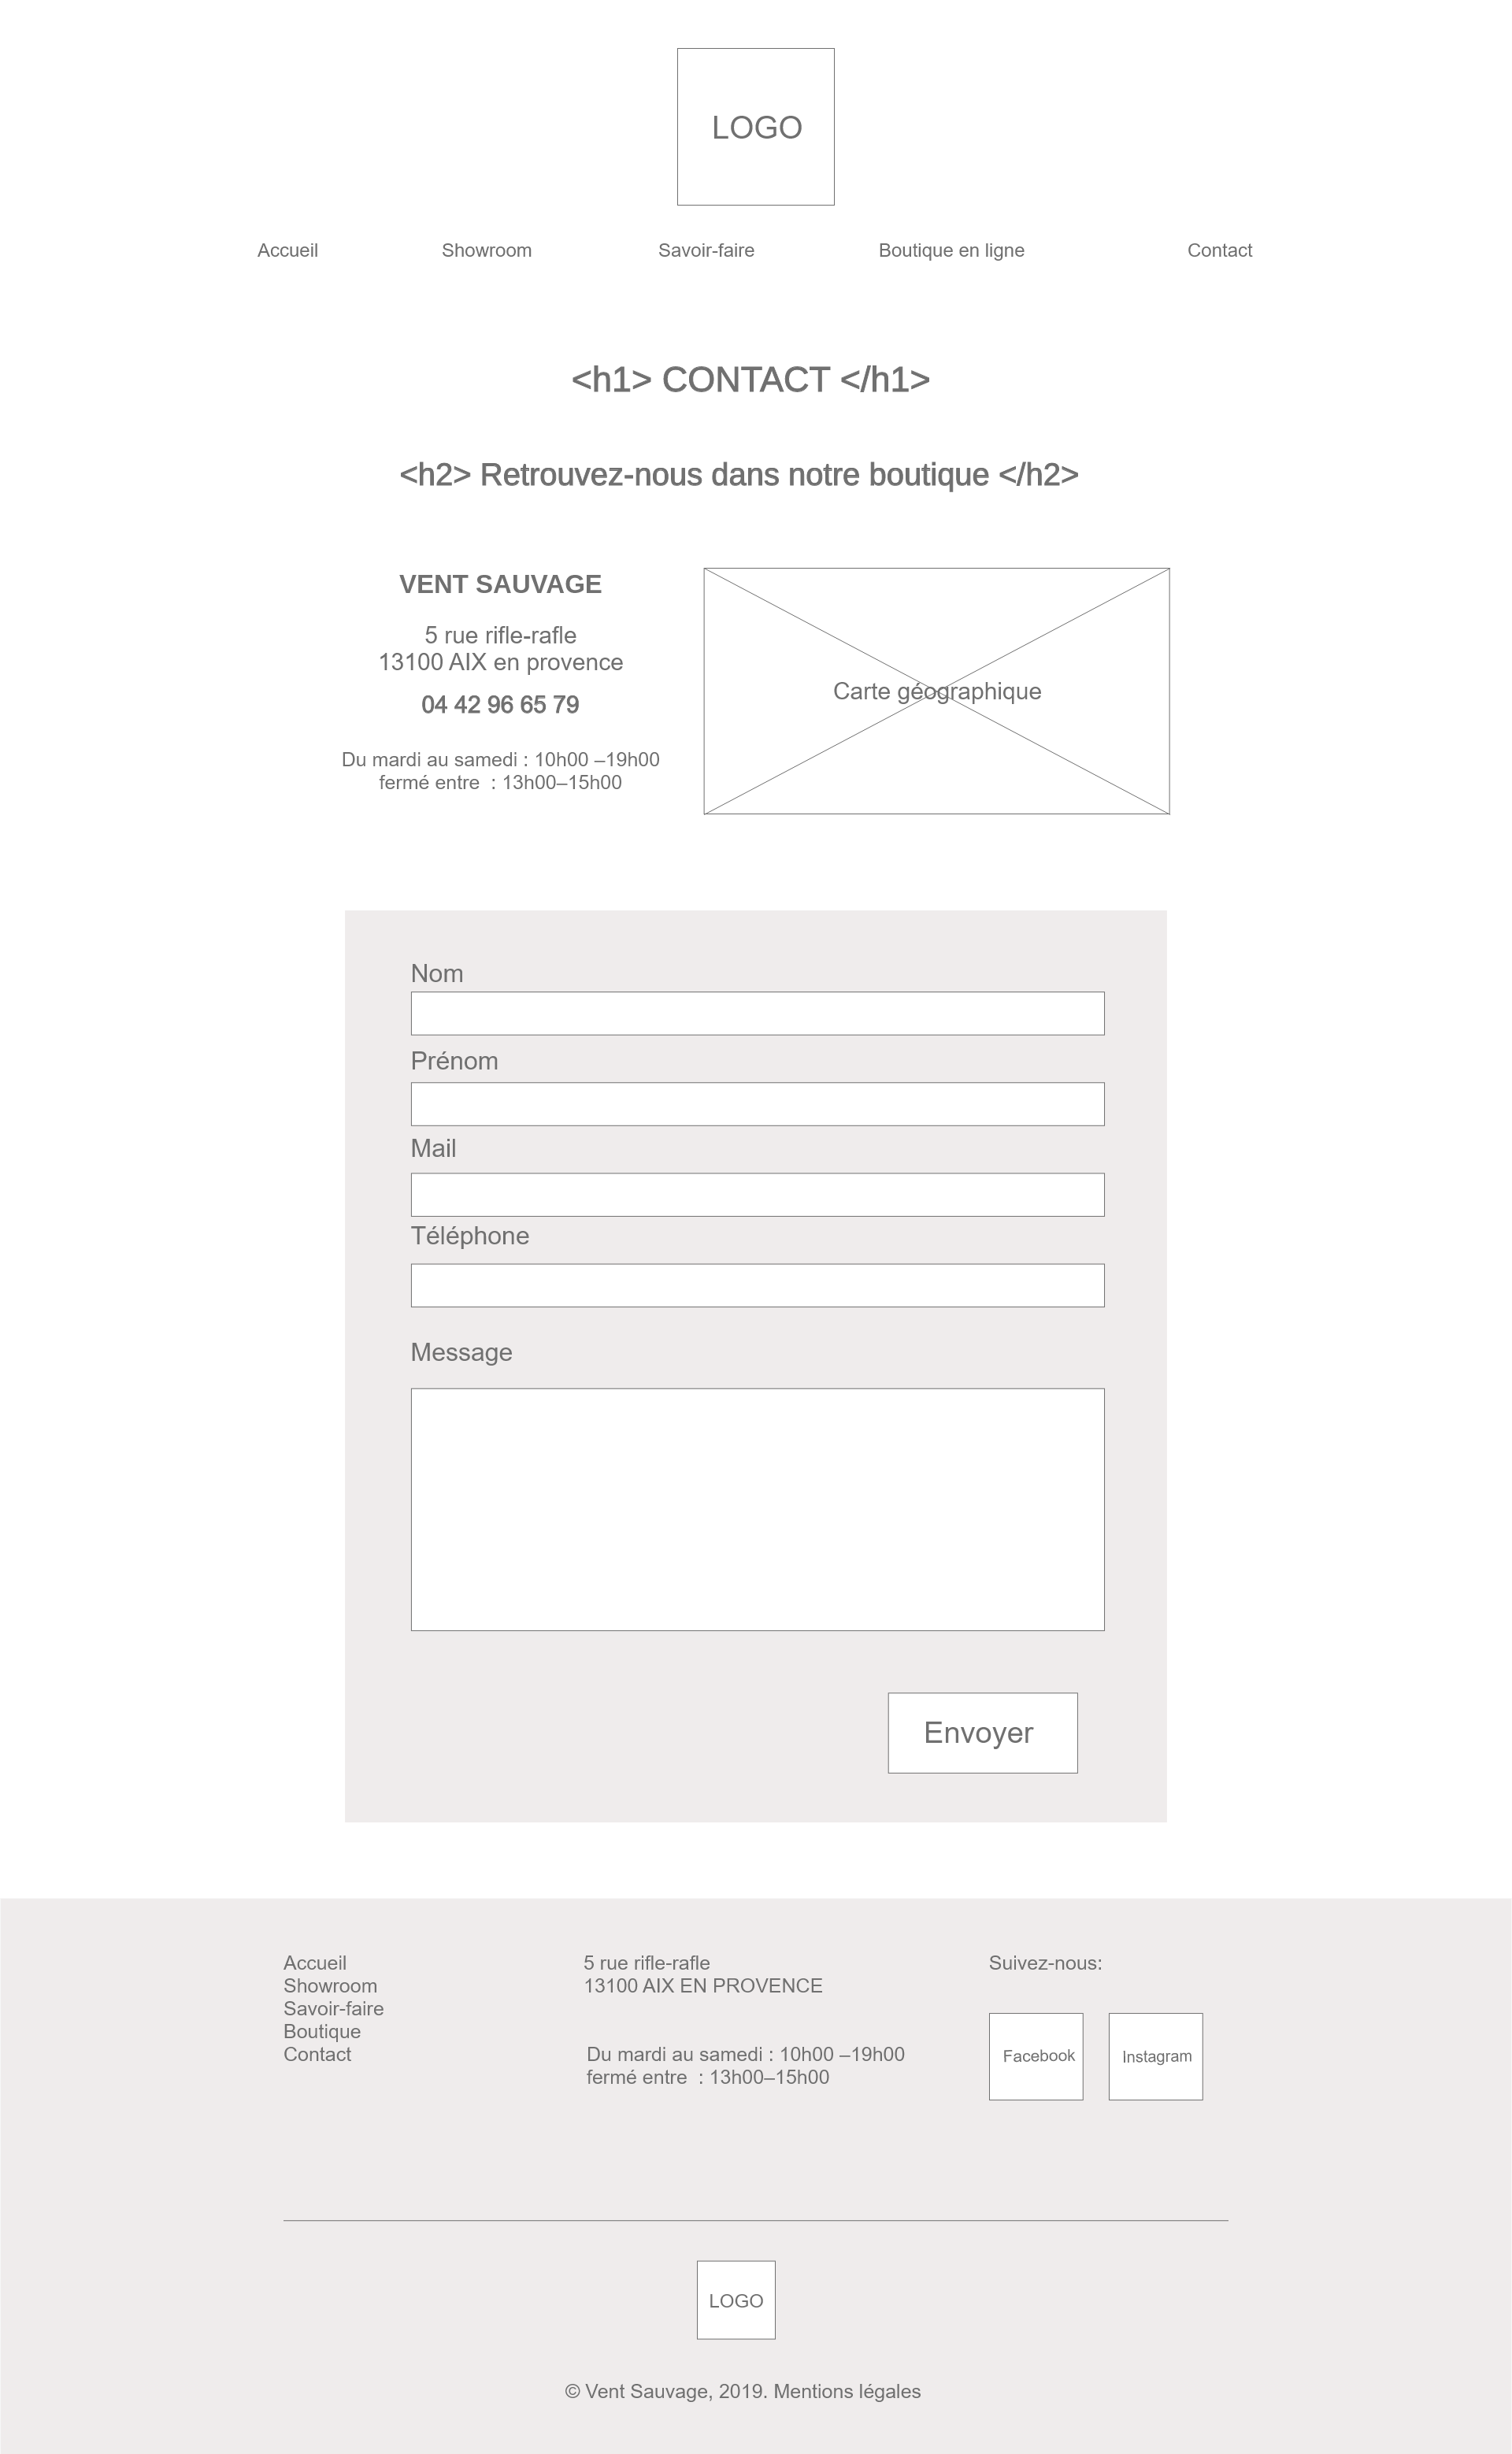 LOGO
Accueil Showroom Savoir-faire Boutique en ligne Contact
<h1> CONTACT </h1>
<h2> Retrouvez-nous dans notre boutique </h2>
VENT SAUVAGE
5 rue rifle-rafle
13100 AIX en provence
04 42 96 65 79
Du mardi au samedi : 10h00 –19h00
fermé entre  : 13h00–15h00
Carte géographique
Nom
Prénom
Mail
Téléphone
Message
Envoyer
Accueil
Showroom
Savoir-faire
Boutique
Contact
5 rue rifle-rafle
13100 AIX EN PROVENCE
Du mardi au samedi : 10h00 –19h00
fermé entre  : 13h00–15h00
Suivez-nous:
Facebook Instagram
LOGO
© Vent Sauvage, 2019. Mentions légales